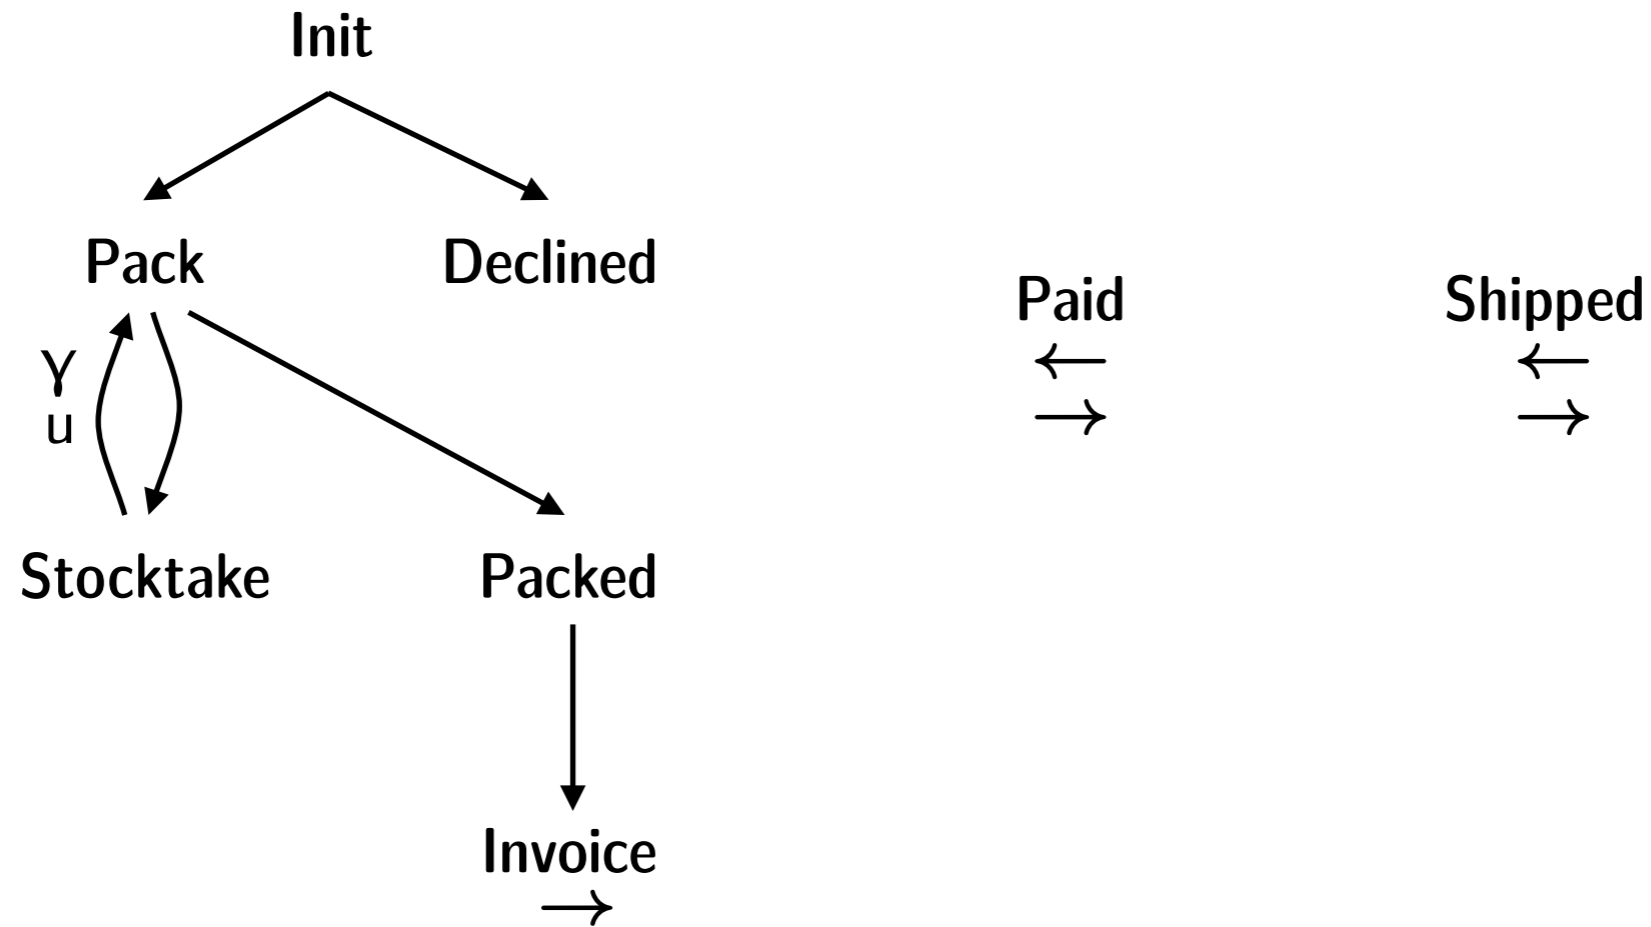 Init
Pack
Declined
Paid
Shipped
←
←
γ
→
→
u
Stocktake
Packed
Invoice
→